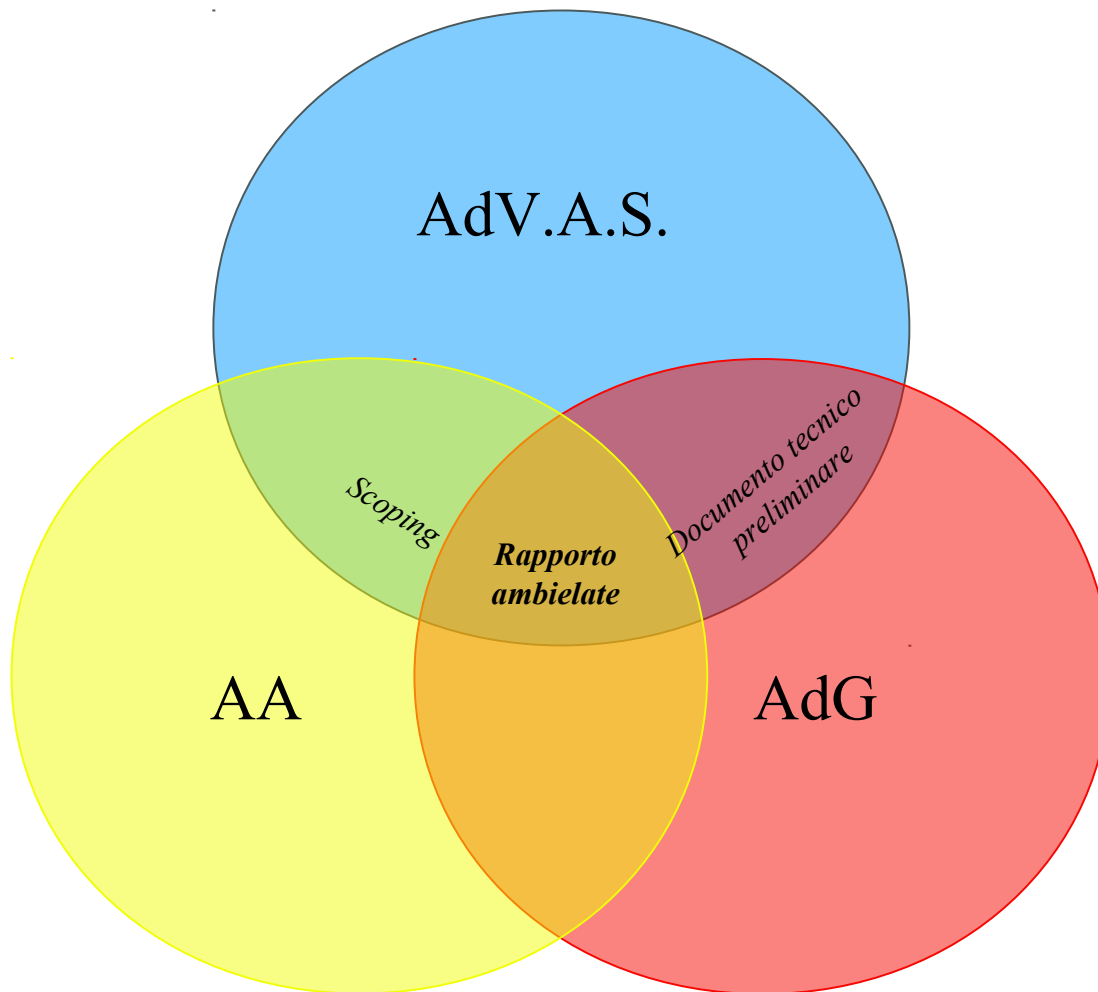 AdV.A.S.
Documento tecnico
preliminare
Scoping
Rapporto
ambielate
AA
AdG